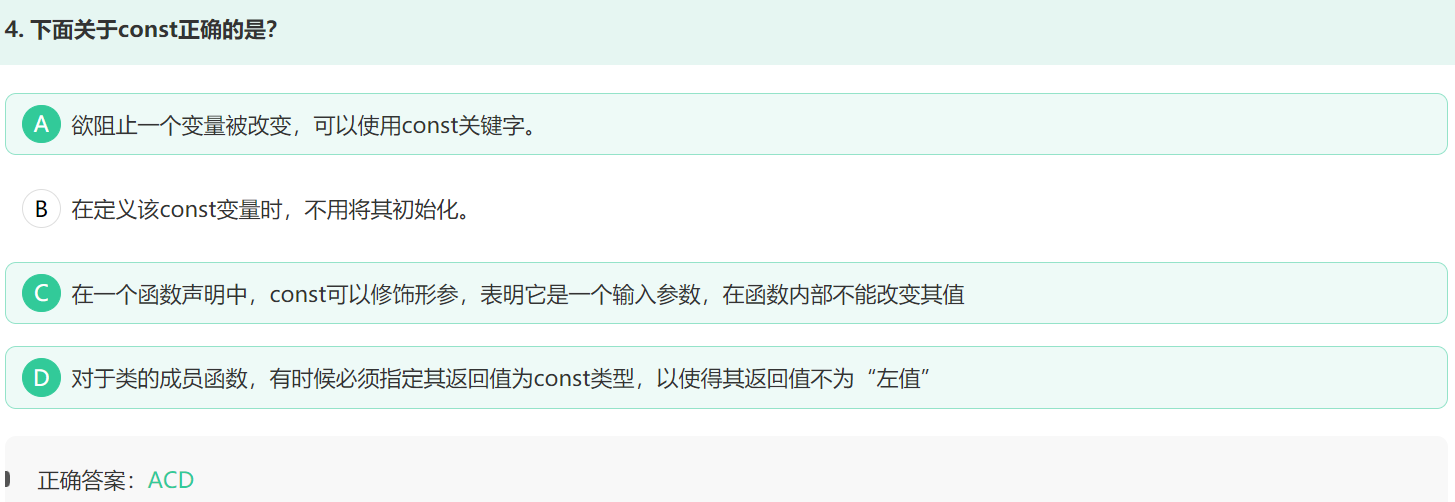 4. 下面关于const正确的是?
A 欲阻止一个变量被改变，可以使用const关键字。
B 在定义该const变量时，不用将其初始化。
C 在一个函数声明中，const可以修饰形参，表明它是一个输入参数，在函数内部不能改变其值
D 对于类的成员函数，有时候必须指定其返回值为const类型，以使得其返回值不为“左值”
正确答案：ACD